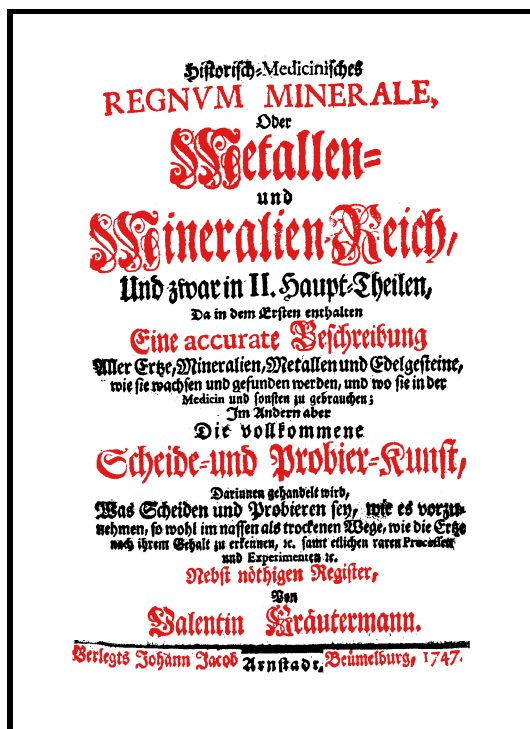 Historisch-Medicinisches
REGNVM MINERALE,
Oder
Metallen-
und
Mineralien-Reich,
Und zwar in II. Haupt-Theilen,
Da in dem Ersten enthalten
Eine accurate Beschreibung
Aller Ertze, Mineralien, Metallen und Edelgesteine,
wie sie wachsen und gefunden werden, und wo sie in der
Medicin und sonsten zu gebrauchen;
Im Andern aber
Die vollkommene
Scheide- und Probier-Kunst,
Darinnen gehandelt wird,
Was Scheiden und Probieren sey, wie es vorzu-
nehmen, so wohl im nassen als trockenen Wege, wie die Ertze
nach ihrem Gehalt zu erkennen, ꝛc. samt etlichen raren Processen
und Experimenten ꝛc.
Nebst nöthigen Register,
Von
Valentin Kräutermann.
Verlegts Johann Jacob Arnstadt, Beümelburg, 1747.